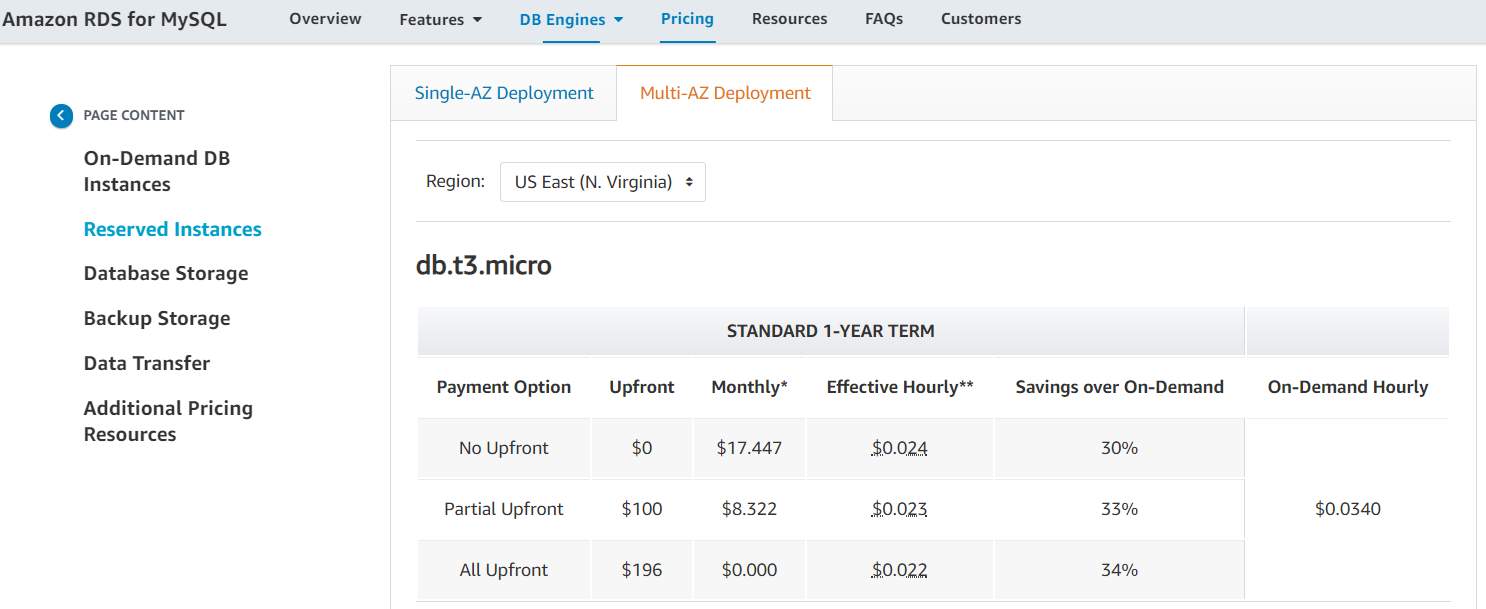 Amazon RDS for MySQL Overview Features DB Engines Pricing Resources FAQs Customers
PAGE CONTENT
On-Demand DB
Instances
Reserved Instances
Database Storage
Backup Storage
Data Transfer
Additional Pricing
Resources
Single-AZ Deployment Multi-AZ Deployment
Region: US East (N. Virginia)
db.t3.micro
STANDARD 1-YEAR TERM
Payment Option Upfront Monthly* Effective Hourly** Savings over On-Demand On-Demand Hourly
No Upfront $0 $17.447 $0.024 30%
Partial Upfront $100 $8.322 $0.023 33% $0.0340
All Upfront $196 $0.000 $0.022 34%